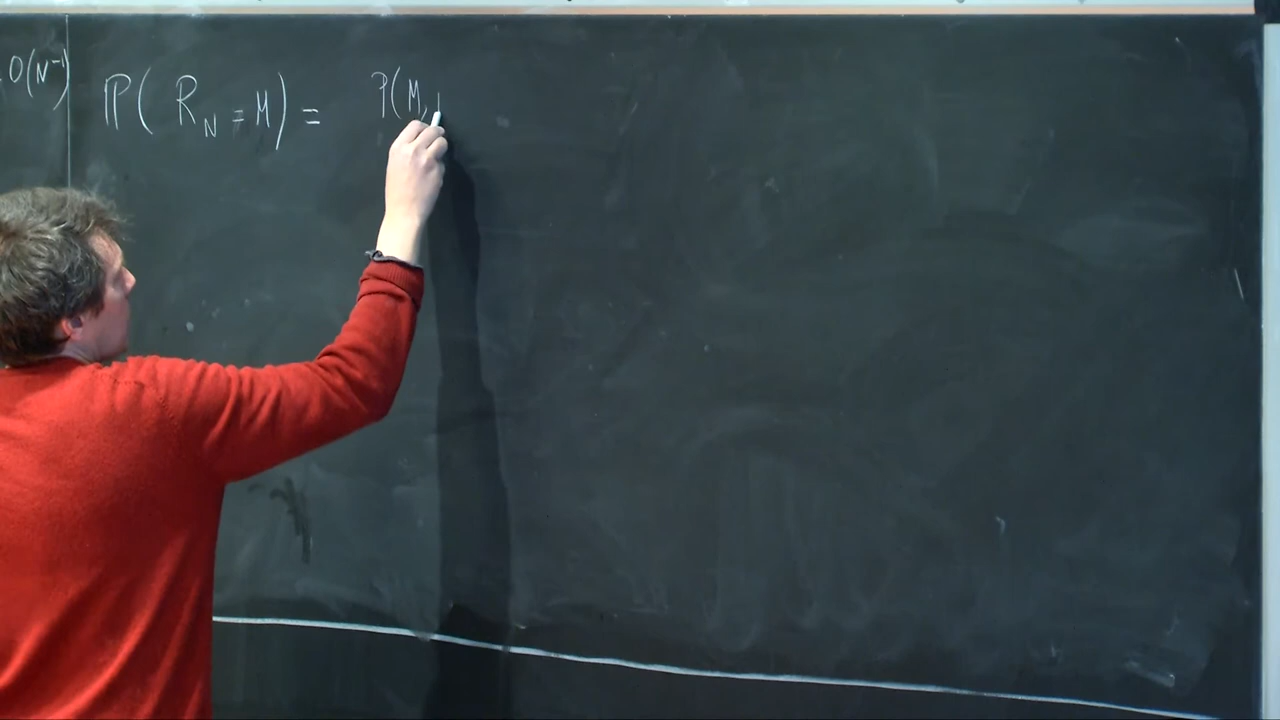 O(N⁻¹)
ℙ( R_N = M) = P(M,